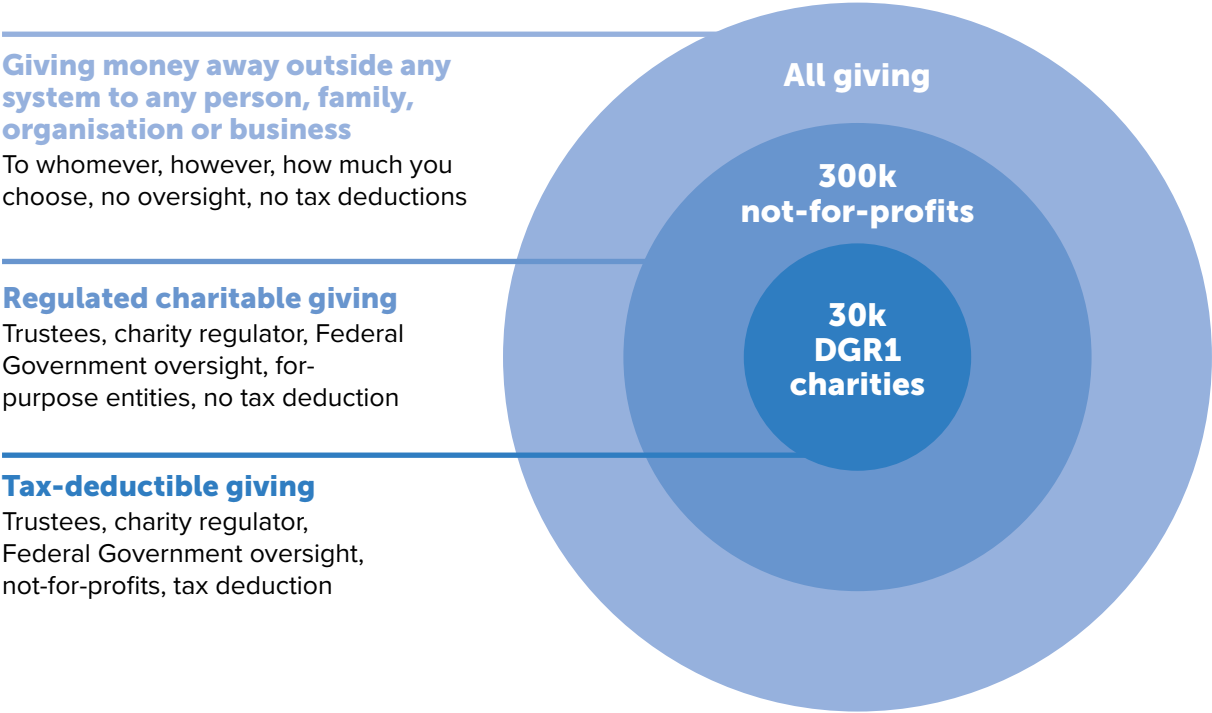 Giving money away outside any
system to any person, family,
organisation or business
To whomever, however, how much you
choose, no oversight, no tax deductions
Regulated charitable giving
Trustees, charity regulator, Federal
Government oversight, for-
purpose entities, no tax deduction
Tax-deductible giving
Trustees, charity regulator,
Federal Government oversight,
not-for-profits, tax deduction
All giving
300k
not-for-profits
30k
DGR1
charities